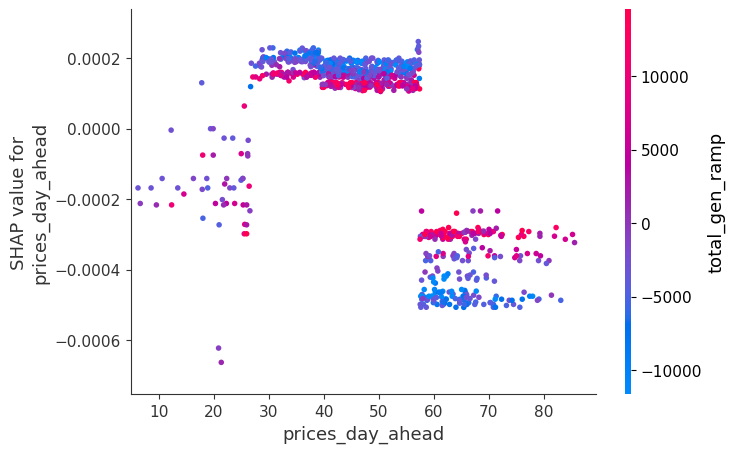 0.0002
0.0000
−0.0002
−0.0004
−0.0006
SHAP value for
prices_day_ahead
10 20 30 40 50 60 70 80
prices_day_ahead
10000
5000
0
−5000
−10000
total_gen_ramp